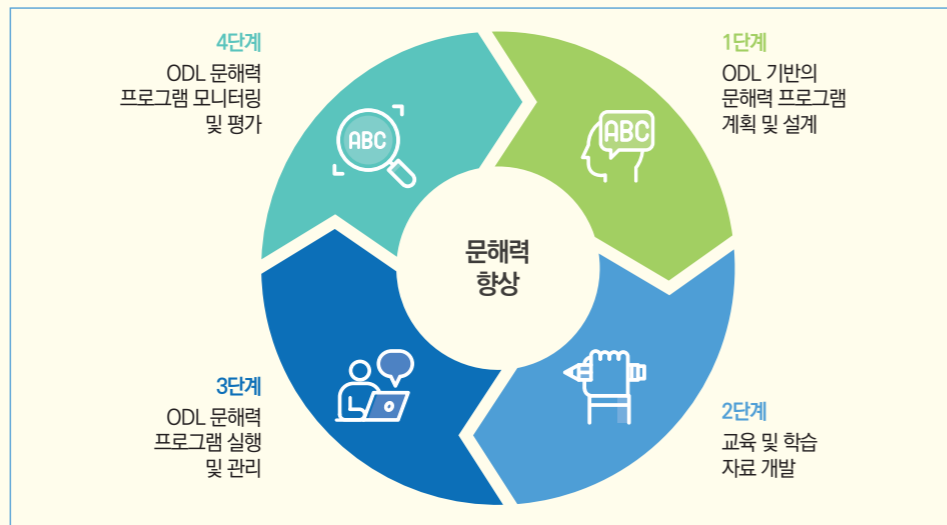 4단계
ODL 문해력
프로그램 모니터링
및 평가
ABC
1단계
ODL 기반의
문해력 프로그램
계획 및 설계
ABC
문해력
향상
3단계
ODL 문해력
프로그램 실행
및 관리
2단계
교육 및 학습
자료 개발